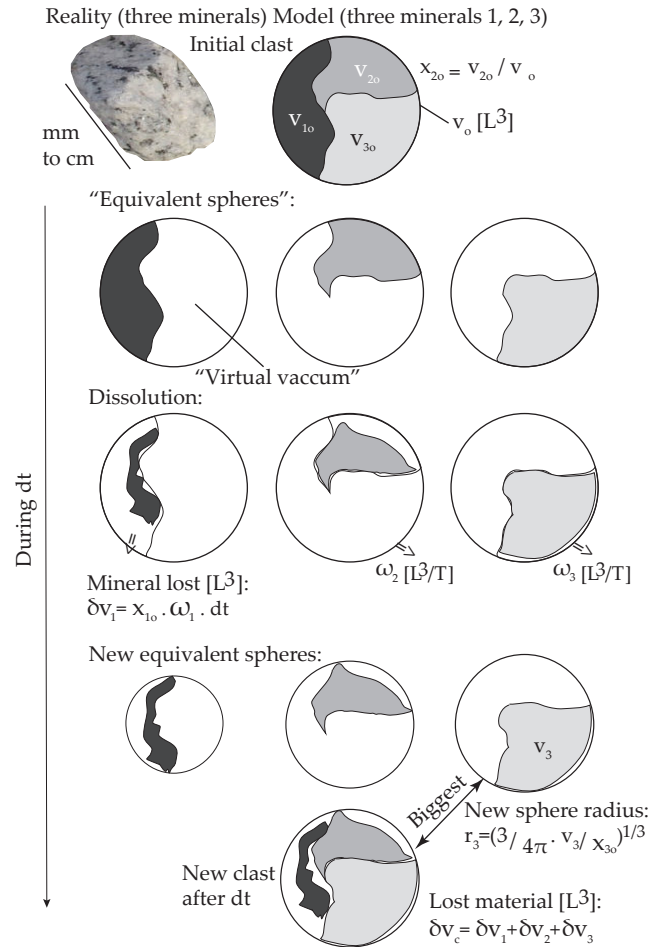 Reality (three minerals) Model (three minerals 1, 2, 3)
Initial clast
v₂ₒ
x₂ₒ = v₂ₒ / v ₒ
v₁ₒ
vₒ [L³]
v₃ₒ
mm
to cm
“Equivalent spheres”:
“Virtual vaccum”
Dissolution:
During dt
ω₂ [L³/T]
ω₃ [L³/T]
Mineral lost [L³]:
δv₁= x₁ₒ . ω₁ . dt
New equivalent spheres:
v₃
Biggest
New sphere radius:
r₃=(3/ 4π · v₃/ x₃ₒ)^1/3
New clast
after dt
Lost material [L³]:
δv꜀= δv₁+δv₂+δv₃